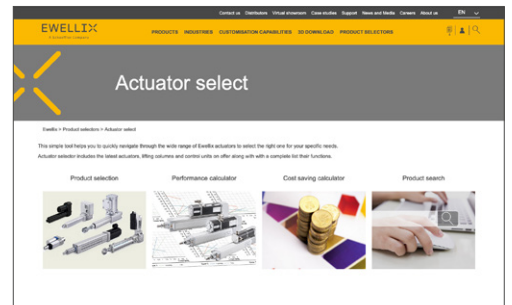 Contact us Distributors Virtual showroom Case studies Support News and Media Careers About us EN
EWELLIX
PRODUCTS INDUSTRIES CUSTOMISATION CAPABILITIES 3D DOWNLOAD PRODUCT SELECTORS
Actuator select
Ewellix > Product selectors > Actuator select
This simple tool helps you to quickly navigate through the wide range of Ewellix actuators to select the right one for your specific needs.
Actuator selector includes the latest actuators, lifting columns and control units on offer along with with a complete list their functions.
Product selection Performance calculator Cost saving calculator Product search